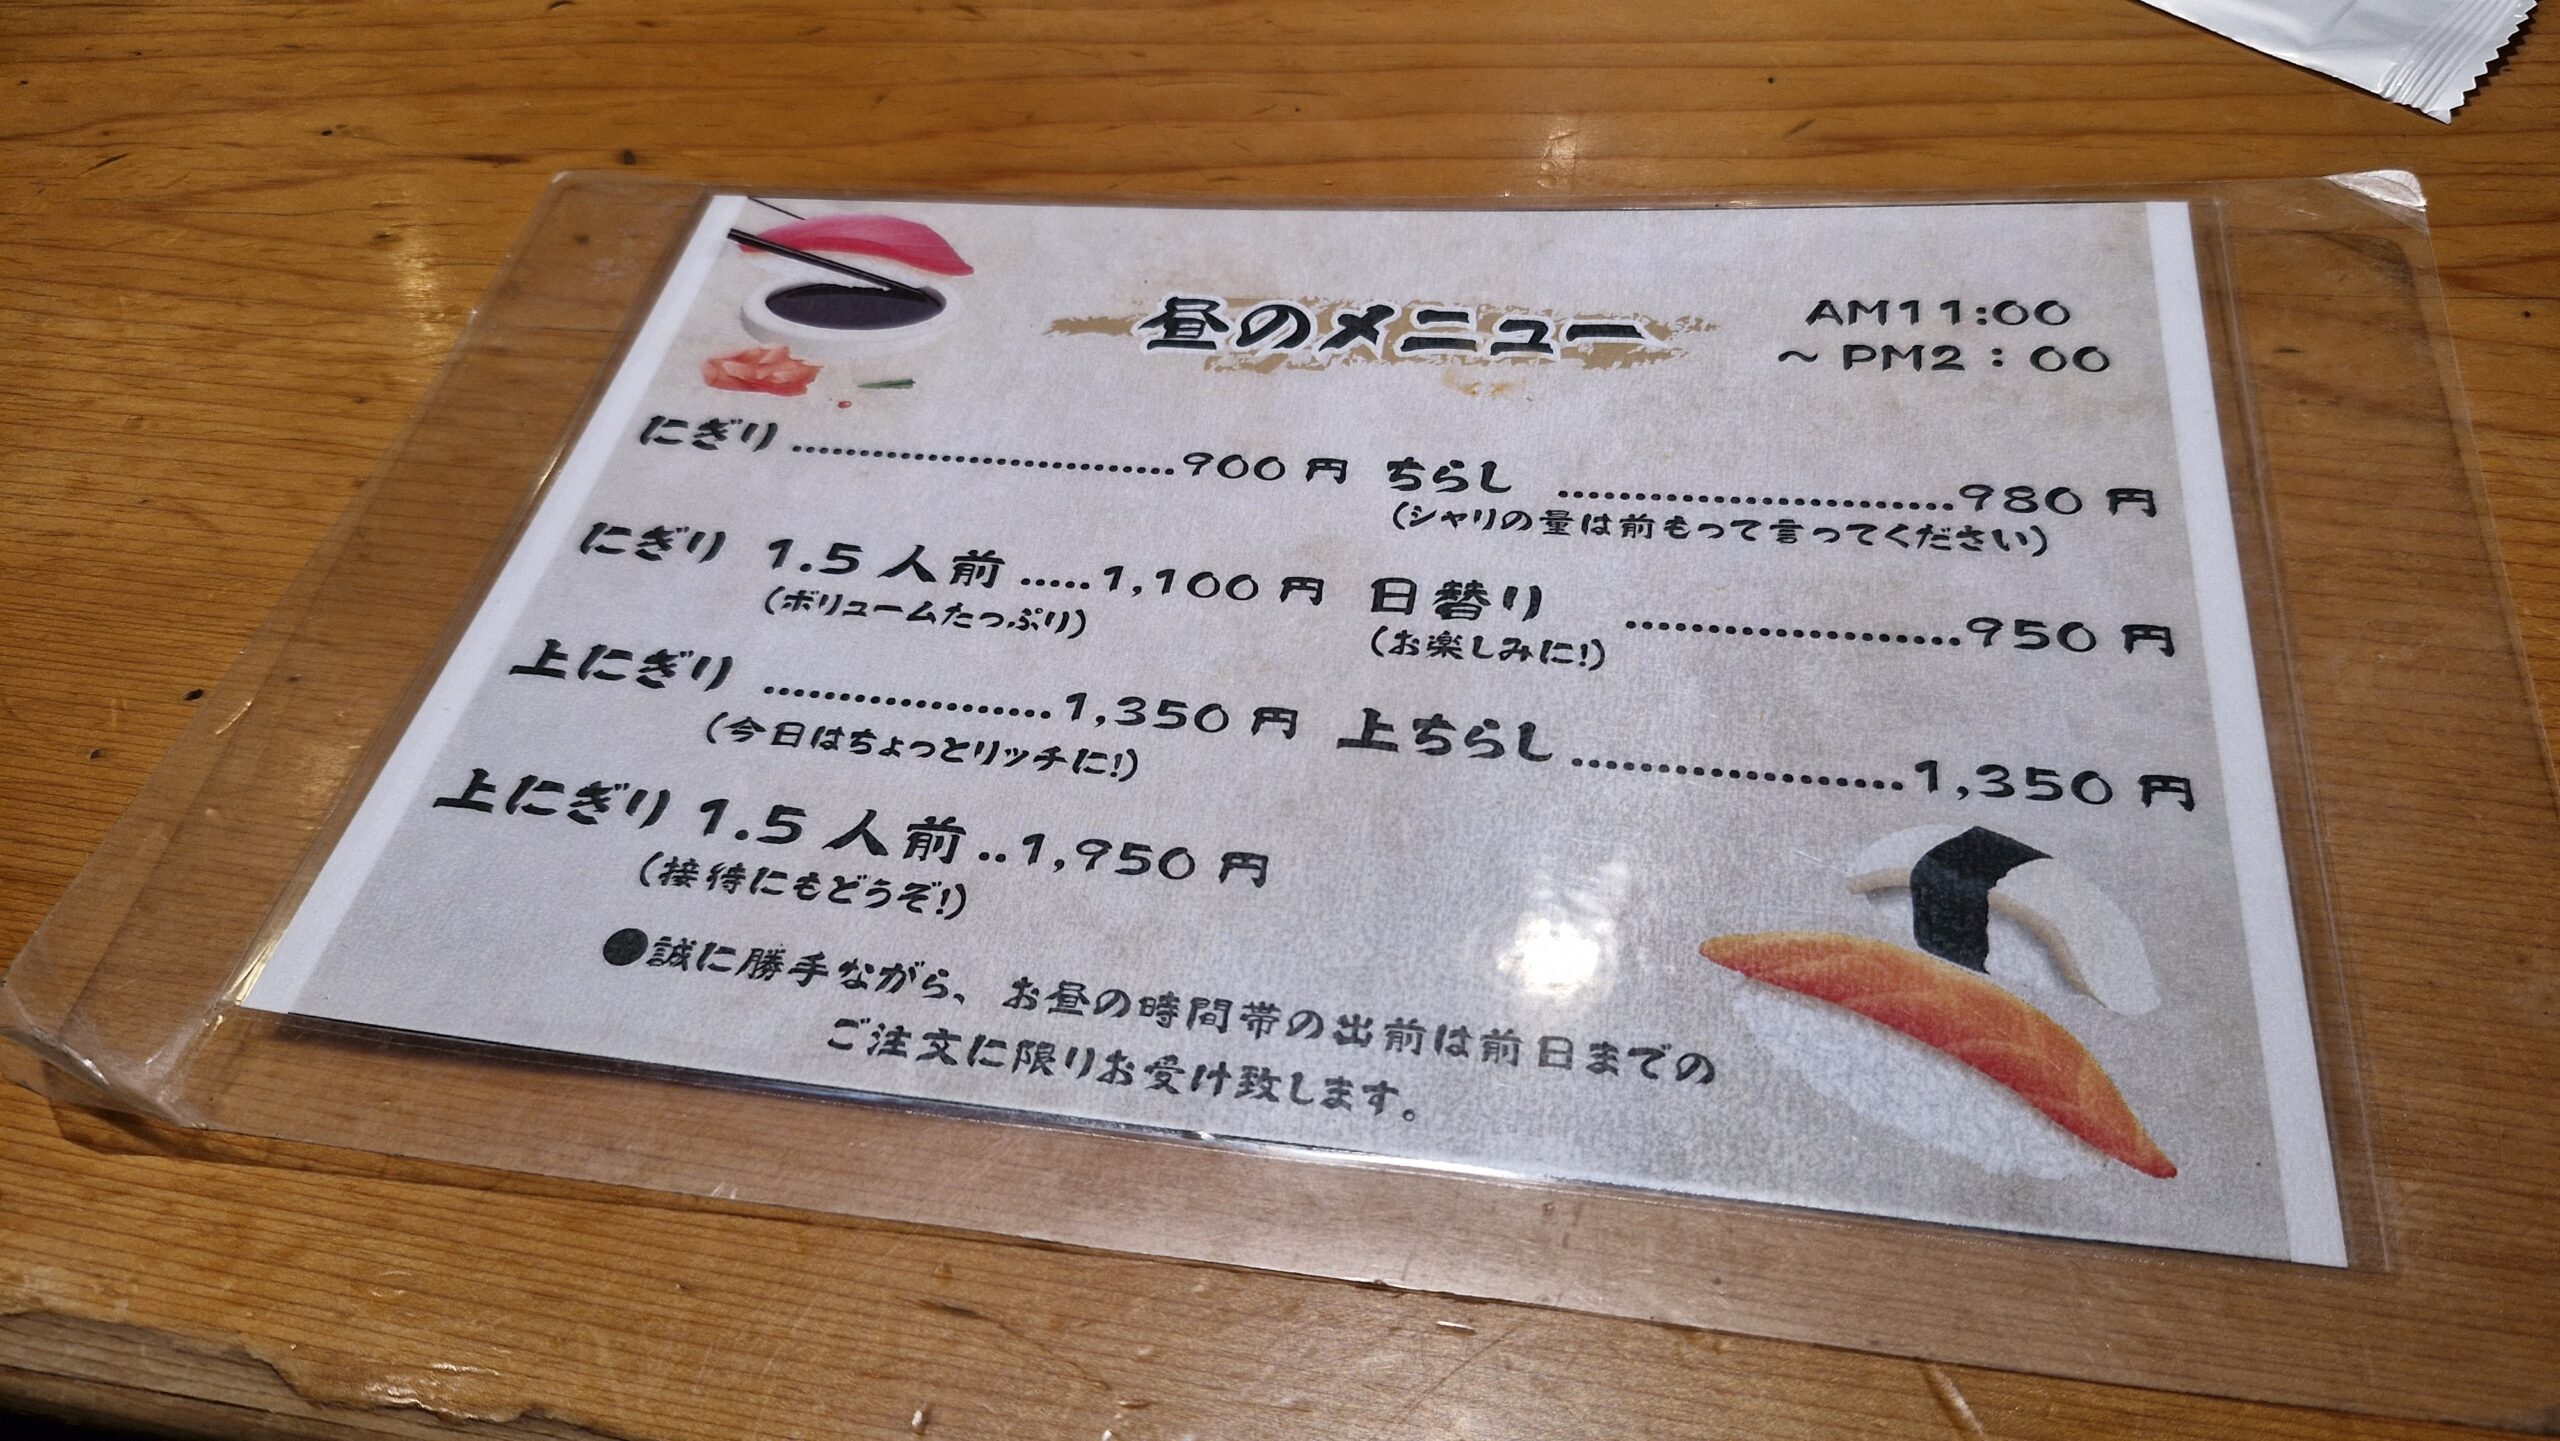 昼のメニュー
AM11:00
~PM2:00
にぎり……………………900円
にぎり 1.5人前…..1,100円
(ボリュームたっぷり)
上にぎり………………1,350円
(今日はちょっとリッチに!)
上にぎり 1.5人前..1,950円
(接待にもどうぞ!)
ちらし……………………980円
(シャリの量は前もって言ってください)
日替り…………………950円
(お楽しみに!)
上ちらし…………………1,350円
●誠に勝手ながら、お昼の時間帯の出前は前日までの
ご注文に限りお受け致します。